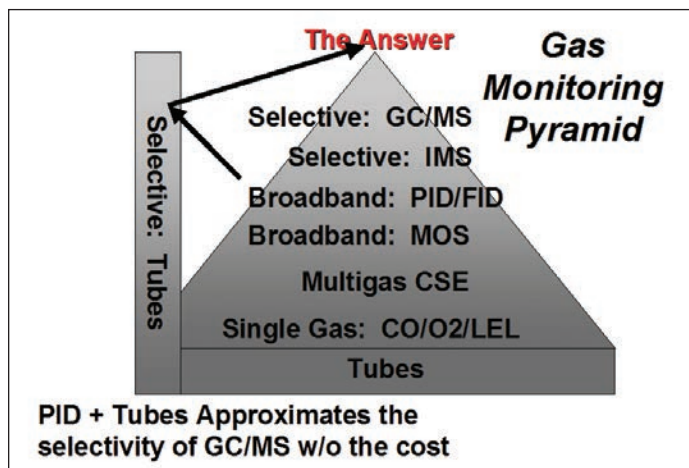 The Answer
Gas
Monitoring
Pyramid
Selective: Tubes
Selective: GC/MS
Selective: IMS
Broadband: PID/FID
Broadband: MOS
Multigas CSE
Single Gas: CO/O2/LEL
Tubes
PID + Tubes Approximates the
selectivity of GC/MS w/o the cost